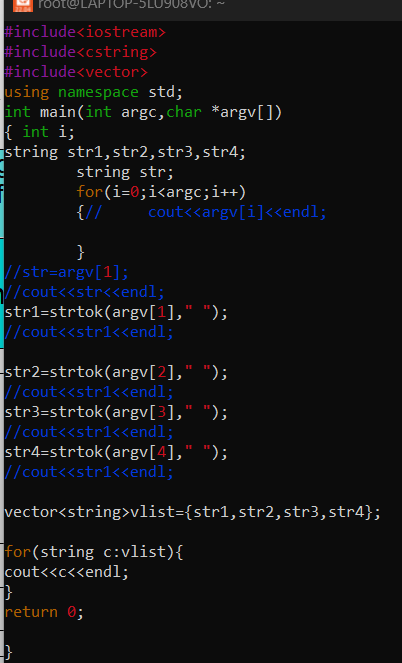 root@LAPTOP-5LU908VO: ~
#include<iostream>
#include<cstring>
#include<vector>
using namespace std;
int main(int argc,char *argv[])
{ int i;
string str1,str2,str3,str4;
        string str;
        for(i=0;i<argc;i++)
        {//     cout<<argv[i]<<endl;
        }
//str=argv[1];
//cout<<str<<endl;
str1=strtok(argv[1]," ");
//cout<<str1<<endl;
str2=strtok(argv[2]," ");
//cout<<str1<<endl;
str3=strtok(argv[3]," ");
//cout<<str1<<endl;
str4=strtok(argv[4]," ");
//cout<<str1<<endl;
vector<string>vlist={str1,str2,str3,str4};
for(string c:vlist){
cout<<c<<endl;
}
return 0;
}